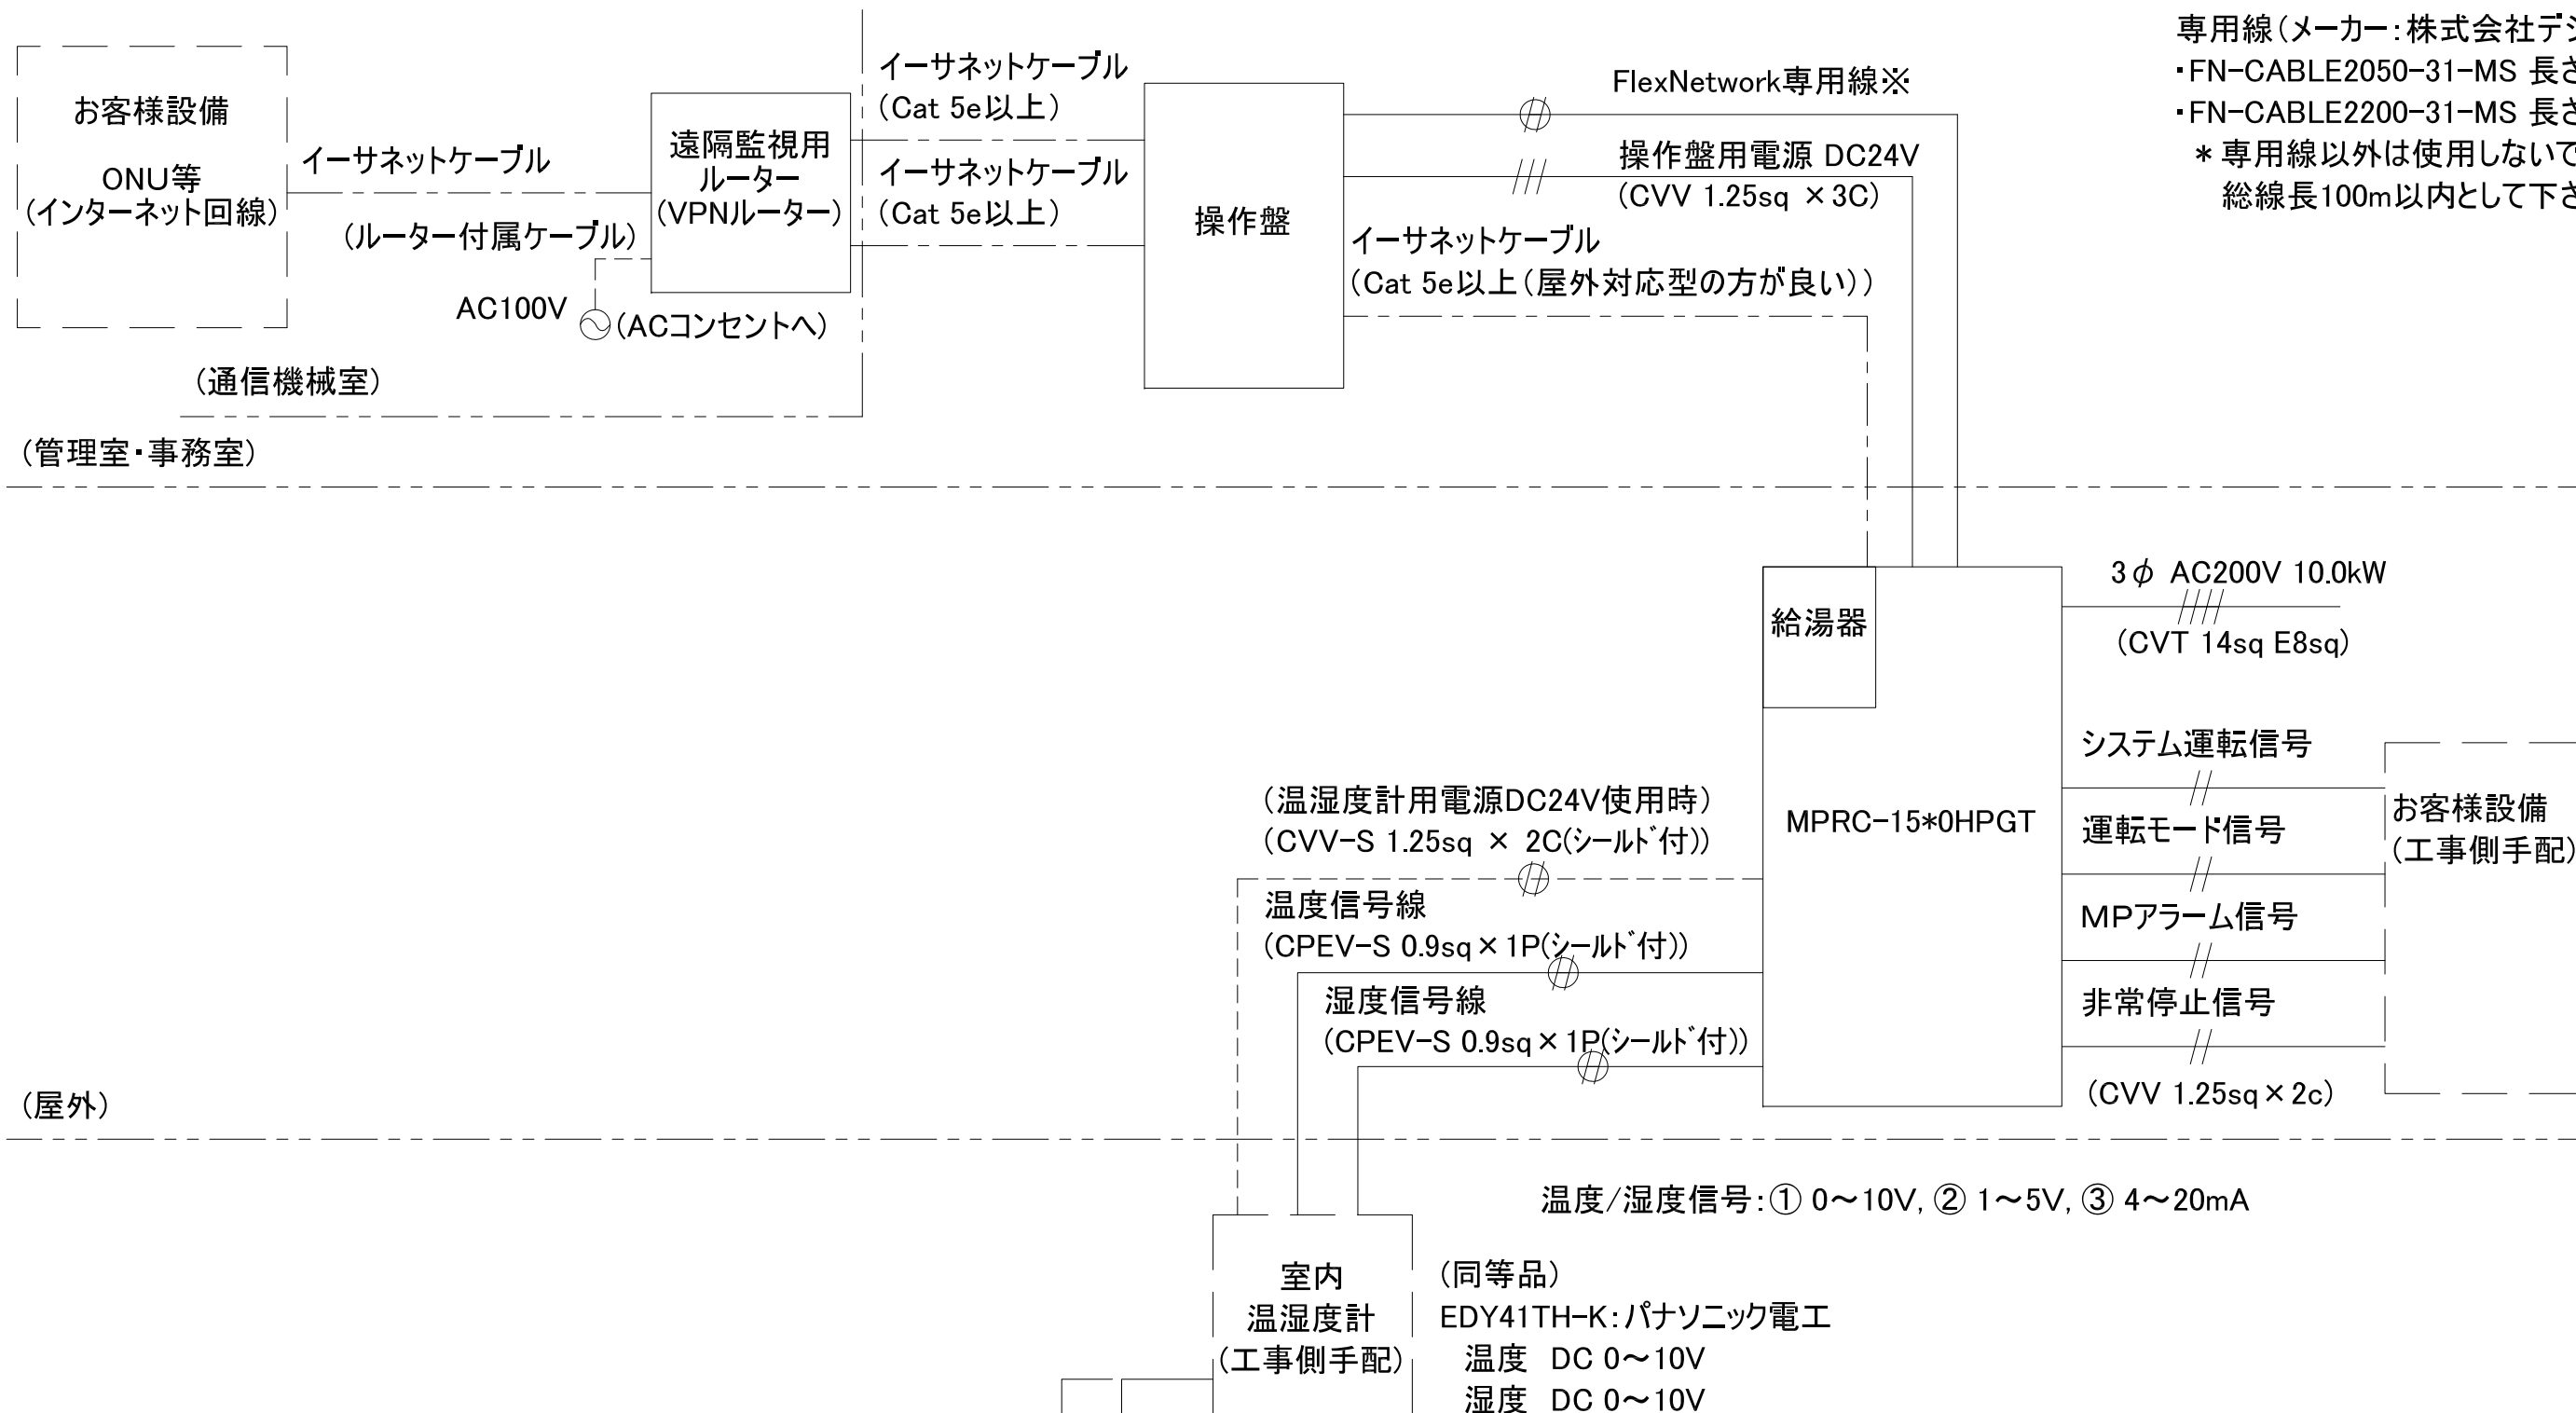 専用線（メーカー：株式会社デジ
・FN-CABLE2050-31-MS 長さ
・FN-CABLE2200-31-MS 長さ
＊専用線以外は使用しないで
総線長100m以内として下さ
お客様設備
ONU等
（インターネット回線）
イーサネットケーブル
（ルーター付属ケーブル）
遠隔監視用
ルーター
（VPNルーター）
AC100V
（ACコンセントへ）
（通信機械室）
イーサネットケーブル
（Cat 5e以上）
イーサネットケーブル
（Cat 5e以上）
操作盤
FlexNetwork専用線※
操作盤用電源 DC24V
（CVV 1.25sq ×3C）
イーサネットケーブル
（Cat 5e以上（屋外対応型の方が良い））
（管理室・事務室）
給湯器
MPRC-15*0HPGT
3φ AC200V 10.0kW
（CVT 14sq E8sq）
システム運転信号
運転モード信号
MPアラーム信号
非常停止信号
（CVV 1.25sq×2c）
お客様設備
（工事側手配）
（温湿度計用電源DC24V使用時）
（CVV-S 1.25sq × 2C(シールド付)）
温度信号線
（CPEV-S 0.9sq×1P(シールド付)）
湿度信号線
（CPEV-S 0.9sq×1P(シールド付)）
（屋外）
温度/湿度信号：① 0～10V, ② 1～5V, ③ 4～20mA
室内
温湿度計
（工事側手配）
（同等品）
EDY41TH-K：パナソニック電工
温度 DC 0～10V
湿度 DC 0～10V